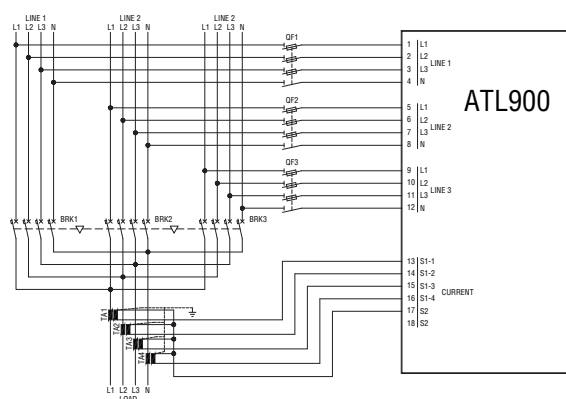 LINE 1 LINE 2 LINE 2
L1 L2 L3 N L1 L2 L3 N L1 L2 L3 N
QF1
1 L1
2 L2
3 L3
4 N
LINE 1
ATL900
QF2
5 L1
6 L2
7 L3
8 N
LINE 2
QF3
9 L1
10 L2
11 L3
12 N
LINE 3
BRK1 BRK2 BRK3
13 S1-1
14 S1-2
15 S1-3
16 S1-4
17 S2
18 S2
CURRENT
TA1
TA2
TA3
TA4
L1 L2 L3 N
LOAD